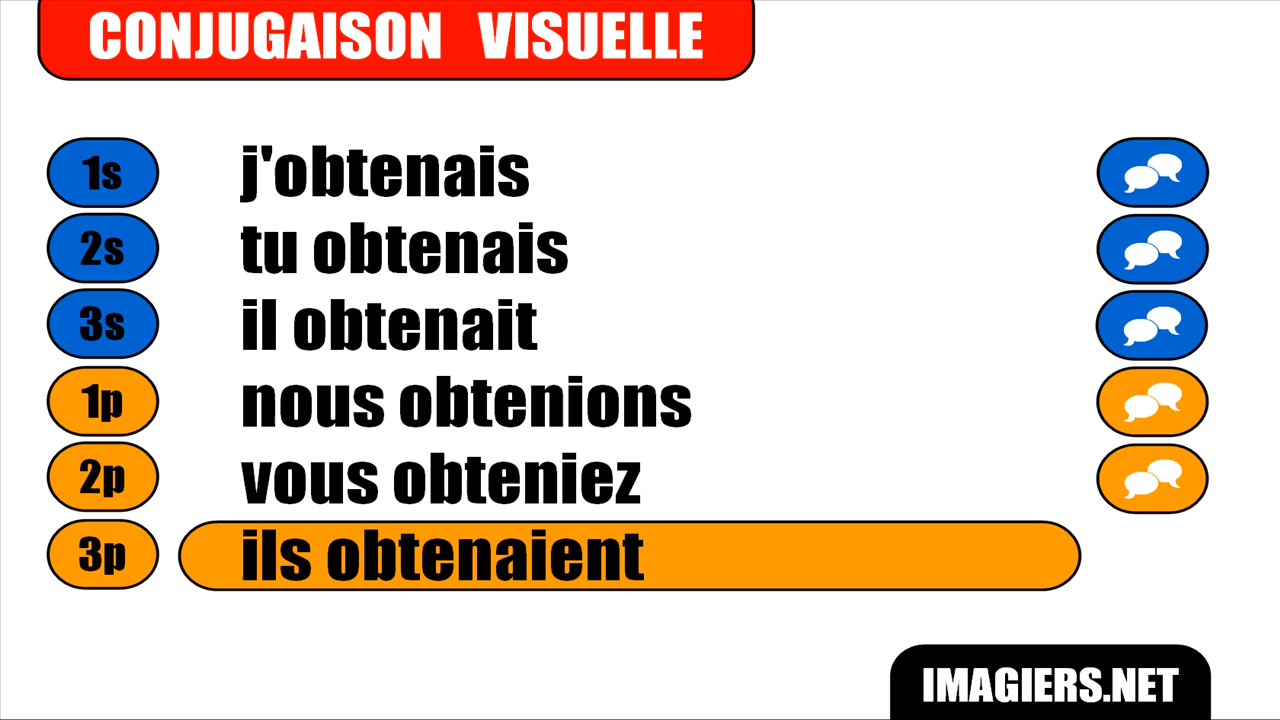 CONJUGAISON VISUELLE
1s j'obtenais
2s tu obtenais
3s il obtenait
1p nous obtenions
2p vous obteniez
3p ils obtenaient
IMAGIERS.NET